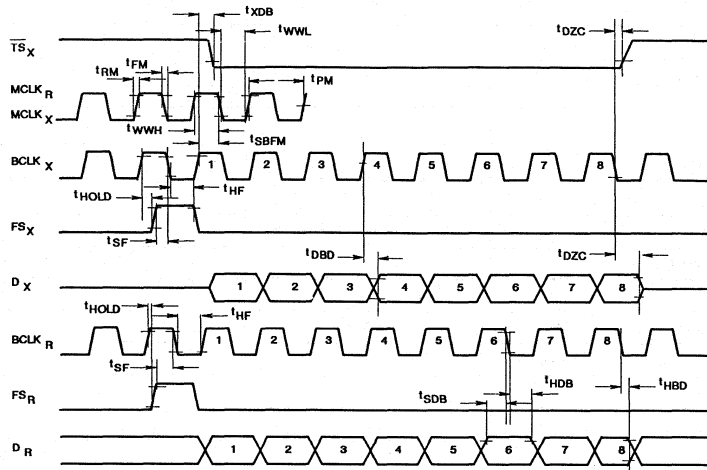 tXDB
tWWL
tDZC
TSX
tRM
tFM
tPM
MCLKR
MCLKX
tWWH
tSBFM
BCLKX
1 2 3 4 5 6 7 8
tHOLD
tHF
FSX
tSF
tDBD
tDZC
DX
1 2 3 4 5 6 7 8
tHOLD
tHF
BCLKR
1 2 3 4 5 6 7 8
tSF
tSDB
tHDB
tHBD
FSR
DR
1 2 3 4 5 6 7 8